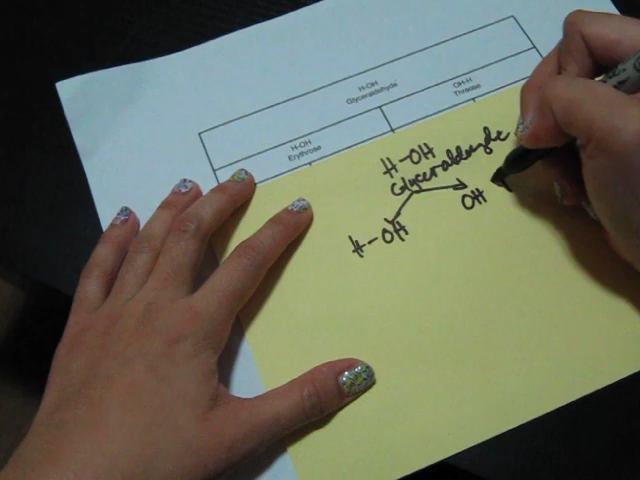 H-OH
Glyceraldehyde
H-OH
Erythrose
OH-H
Threose
H-OH
Glyceraldehyde
H-OH
OH